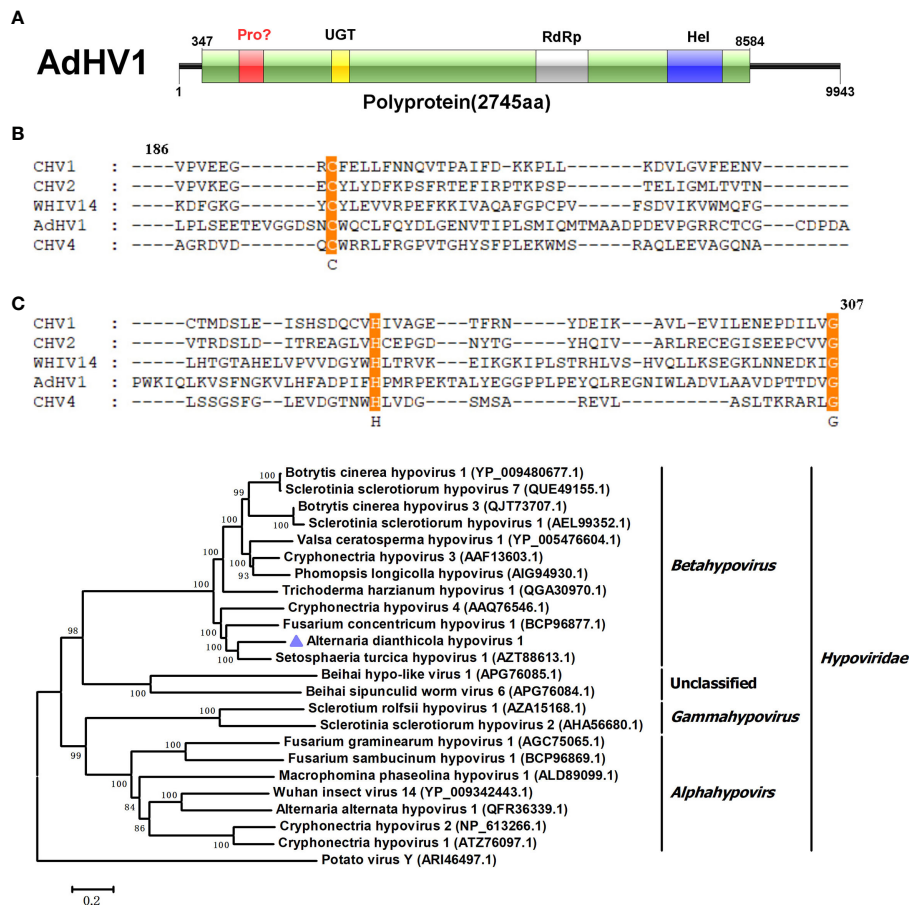 A
Pro?
UGT
RdRp
Hel
347
8584
AdHV1
1
9943
Polyprotein(2745aa)
B
186
CHV1 : ----VPVEEG-------RCFELLFNNQVTPAIFD-KKPLL------KDVLGVFEENV--------
CHV2 : ----VPVKEG-------ECYLYDFKPSFRTEFIRPTKPSP------TELIGMLTVTN--------
WHIV14 : ----KDFGKG-------YCYLEVVRPEFKKIVAQAFGPCPV-----FSDVIKVWMQFG-------
AdHV1 : -LPLSEETEVGGDSNCWQCLFQYDLGENVTTIPLSMIQMTMAADPDEVPGRRCTCG---CDPDA
CHV4 : ----AGRDVD-------QCWRRLFRGPVTGHYSFPLEKWMS-----RAQLEEVAGQNA-------
C
C
307
CHV1 : -----CTMDSLE--ISHSDQCVHIVAGE---TFRN----YDEIK---AVL-EVILENEPDILVG
CHV2 : -----VTRDSLD--ITREAGLVHCEPGD---NYTG----YHQIV---ARLRECEGISEEPCVVG
WHIV14 : -----LHTGTAHELVPVVDGYWHLTRVK---EIKGKIPLSTRHLVS-HVQLLKSEGKLNNEDKIG
AdHV1 : PWKIQLKVSFNGKVLHFADPIFHPMRPEKTALYEGGPPLPEYQLREGNIWLADVLAAVDPTTDVG
CHV4 : -----LSSGSFG--LEVDGTNWHLVDG----SMSA----REVL--------ASLTKRARLG
H
G
Botrytis cinerea hypovirus 1 (YP_009480677.1)
Sclerotinia sclerotiorum hypovirus 7 (QUE49155.1)
Botrytis cinerea hypovirus 3 (QJT73707.1)
Sclerotinia sclerotiorum hypovirus 1 (AEL99352.1)
Valsa ceratosperma hypovirus 1 (YP_005476604.1)
Cryphonectria hypovirus 3 (AAF13603.1)
Phomopsis longicolla hypovirus (AIG94930.1)
Trichoderma harzianum hypovirus (QGA30970.1)
Cryphonectria hypovirus 4 (AAQ76546.1)
Fusarium concentricum hypovirus 1 (BCP96877.1)
Alternaria dianthicola hypovirus 1
Setosphaeria turcica hypovirus 1 (AZT88613.1)
Beihai hypo-like virus 1 (APG76085.1)
Beihai sipunculid worm virus 6 (APG76084.1)
Sclerotium rolfsii hypovirus 1 (AZA15168.1)
Sclerotinia sclerotiorum hypovirus 2 (AHA56680.1)
Fusarium graminearum hypovirus 1 (AGC75065.1)
Fusarium sambucinum hypovirus 1 (BCP96869.1)
Macrophomina phaseolina hypovirus 1 (ALD89099.1)
Wuhan insect virus 14 (YP_009342443.1)
Alternaria alternata hypovirus 1 (QFR36339.1)
Cryphonectria hypovirus 2 (NP_613266.1)
Cryphonectria hypovirus 1 (ATZ76097.1)
Potato virus Y (ARI46497.1)
100
99
100
100
100
93
100
100
100
100
98
100
100
99
100
100
84
100
86
100
Betahypovirus
Unclassified
Gammahypovirus
Alphahypovirs
Hypoviridae
0.2